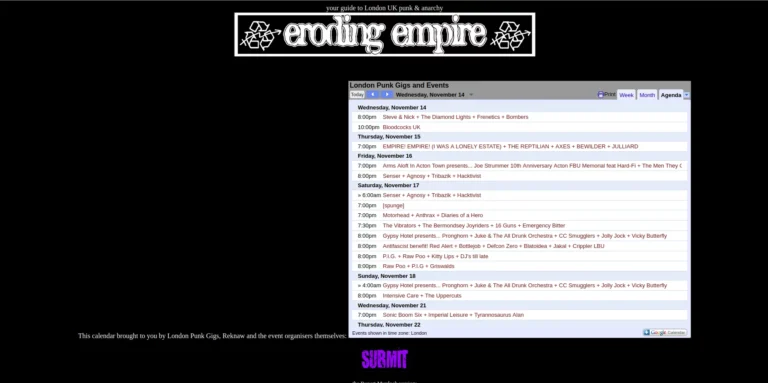 your guide to London UK punk & anarchy
eroding empire
London Punk Gigs and Events
Today Wednesday, November 14 Print Week Month Agenda
Wednesday, November 14
8:00pm Steve & Nick + The Diamond Lights + Frenetics + Bombers
10:00pm Bloodcocks UK
Thursday, November 15
7:00pm EMPIRE! EMPIRE! (I WAS A LONELY ESTATE) + THE REPTILIAN + AXES + BEWILDER + JULLIARD
Friday, November 16
7:00pm Arms Aloft In Acton Town presents... Joe Strummer 10th Anniversary Acton FBU Memorial feat Hard-Fi + The Men They C
8:00pm Senser + Agnosy + Tribazik + Hacktivist
Saturday, November 17
» 6:00am Senser + Agnosy + Tribazik + Hacktivist
7:00pm [spunge]
7:00pm Motorhead + Anthrax + Diaries of a Hero
7:30pm The Vibrators + The Bermondsey Joyriders + 16 Guns + Emergency Bitter
8:00pm Gypsy Hotel presents... Pronghorn + Juke & The All Drunk Orchestra + CC Smugglers + Jolly Jock + Vicky Butterfly
8:00pm Antifascist benefit! Red Alert + Bottlejob + Defcon Zero + Blatoidea + Jakal + Crippler LBU
8:00pm P.I.G. + Raw Poo + Kitty Lips + DJ's till late
8:00pm Raw Poo + P.I.G + Griswalds
Sunday, November 18
» 4:00am Gypsy Hotel presents... Pronghorn + Juke & The All Drunk Orchestra + CC Smugglers + Jolly Jock + Vicky Butterfly
8:00pm Intensive Care + The Uppercuts
Wednesday, November 21
7:00pm Sonic Boom Six + Imperial Leisure + Tyrannosaurus Alan
Thursday, November 22
Events shown in time zone: London
Google Calendar
This calendar brought to you by London Punk Gigs, Reknaw and the event organisers themselves:
SUBMIT